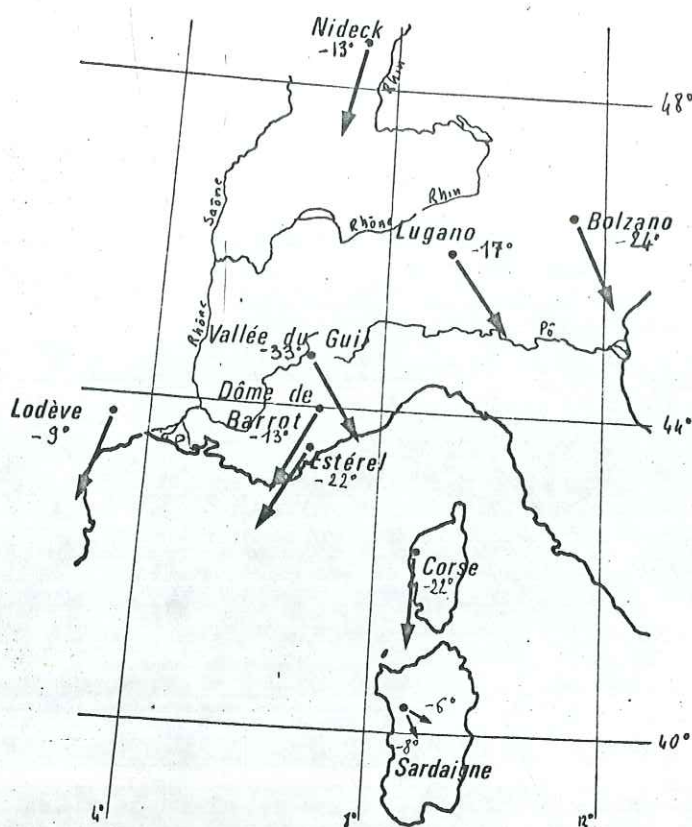 Nideck
-13°
Rhin
48°
Saône
Rhône
Rhin
Lugano
-17°
Bolzano
-24°
Rhône
Vallée du Guil
-33°
Pô
Dôme de
Barrot
-13°
Lodève
-9°
44°
Estérel
-22°
Corse
-22°
-6°
-8°
40°
Sardaigne
4°
8°
12°